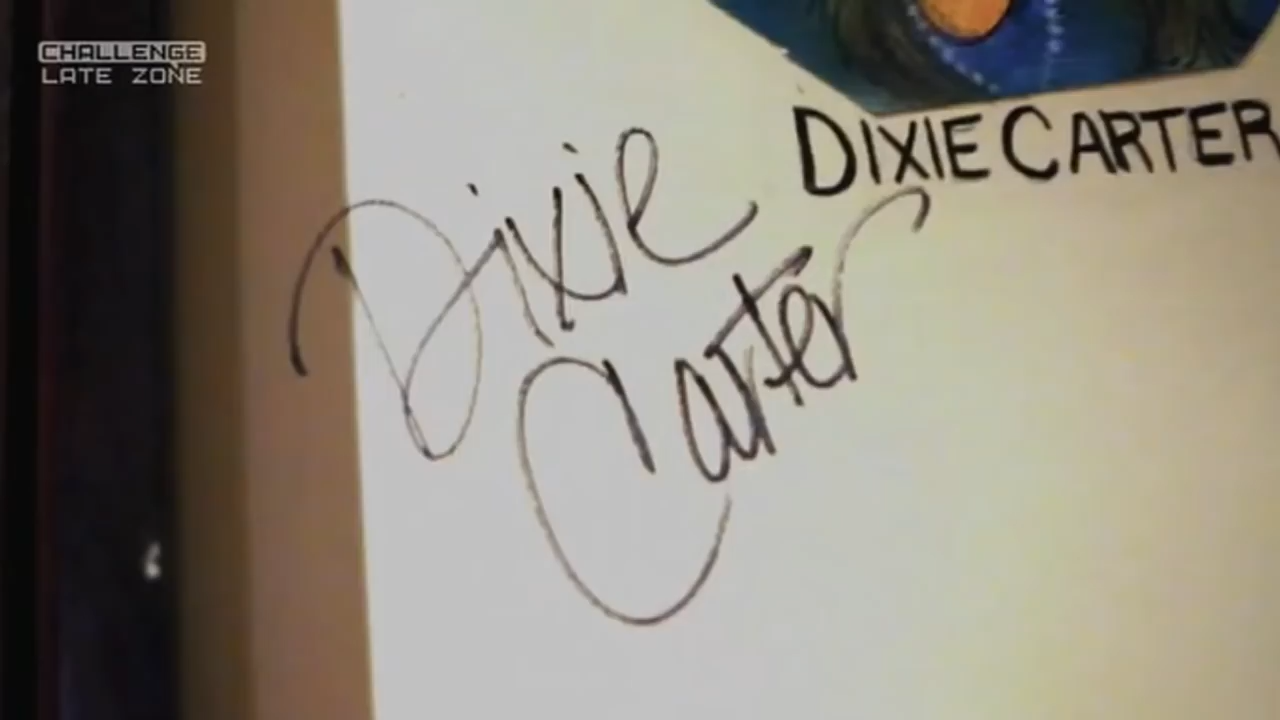 CHALLENGE
LATE ZONE
DIXIE CARTER
Dixie
Carter